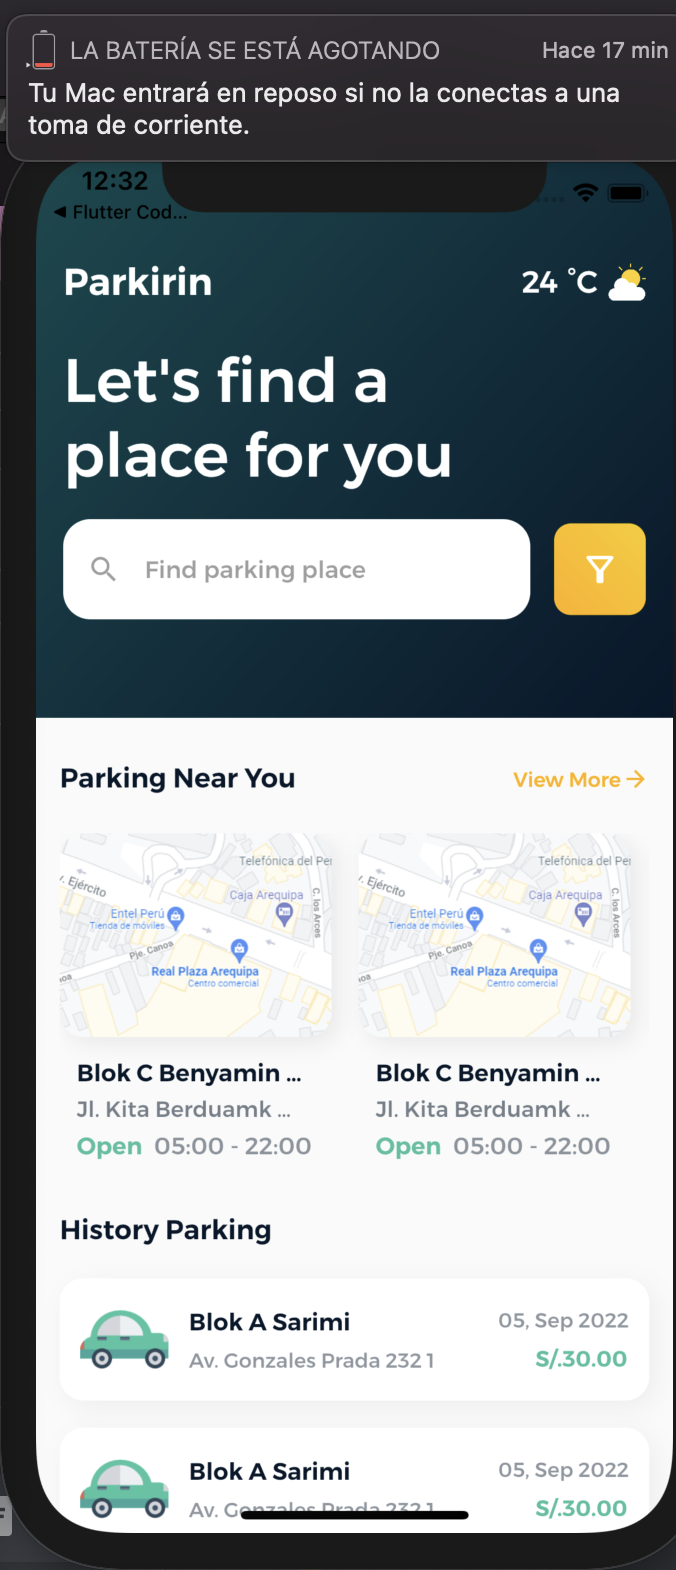 LA BATERÍA SE ESTÁ AGOTANDO
Hace 17 min
Tu Mac entrará en reposo si no la conectas a una
toma de corriente.
12:32
◀ Flutter Cod...
Parkirin
24 °C
Let's find a
place for you
Find parking place
Parking Near You
View More →
Telefónica del Per
Ejército
Caja Arequipa
C. los Arces
Entel Perú
Tienda de móviles
Pje. Canoa
noa
Real Plaza Arequipa
Centro comercial
Telefónica del Per
Ejército
Caja Arequipa
C. los Arces
Entel Perú
Tienda de móviles
Pje. Canoa
noa
Real Plaza Arequipa
Centro comercial
Blok C Benyamin ...
Jl. Kita Berduamk ...
Open 05:00 - 22:00
Blok C Benyamin ...
Jl. Kita Berduamk ...
Open 05:00 - 22:00
History Parking
Blok A Sarimi
05, Sep 2022
Av. Gonzales Prada 232 1
S/.30.00
Blok A Sarimi
05, Sep 2022
Av. Gonzales Prada 232 1
S/.30.00